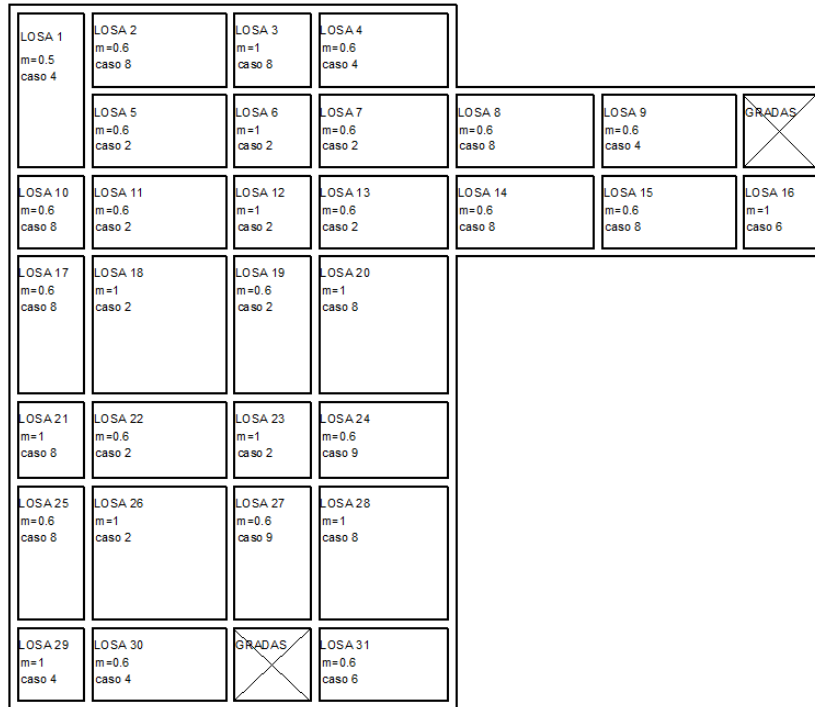 LOSA 1
m=0.5
caso 4
LOSA 2
m=0.6
caso 8
LOSA 3
m=1
caso 8
LOSA 4
m=0.6
caso 4
LOSA 5
m=0.6
caso 2
LOSA 6
m=1
caso 2
LOSA 7
m=0.6
caso 2
LOSA 8
m=0.6
caso 8
LOSA 9
m=0.6
caso 4
GRADAS
LOSA 10
m=0.6
caso 8
LOSA 11
m=0.6
caso 2
LOSA 12
m=1
caso 2
LOSA 13
m=0.6
caso 2
LOSA 14
m=0.6
caso 8
LOSA 15
m=0.6
caso 8
LOSA 16
m=1
caso 6
LOSA 17
m=0.6
caso 8
LOSA 18
m=1
caso 2
LOSA 19
m=0.6
caso 2
LOSA 20
m=1
caso 8
LOSA 21
m=1
caso 8
LOSA 22
m=0.6
caso 2
LOSA 23
m=1
caso 2
LOSA 24
m=0.6
caso 9
LOSA 25
m=0.6
caso 8
LOSA 26
m=1
caso 2
LOSA 27
m=0.6
caso 9
LOSA 28
m=1
caso 8
LOSA 29
m=1
caso 4
LOSA 30
m=0.6
caso 4
GRADAS
LOSA 31
m=0.6
caso 6